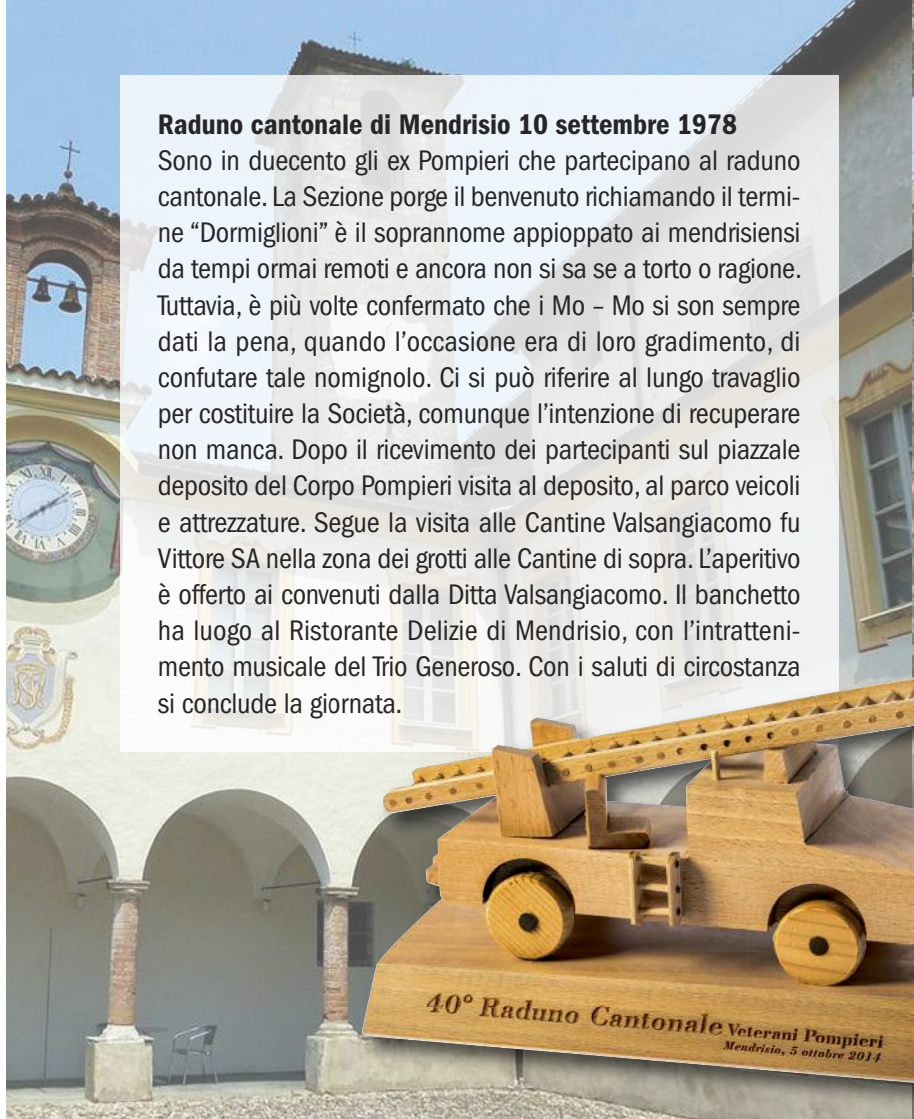 Raduno cantonale di Mendrisio 10 settembre 1978
Sono in duecento gli ex Pompieri che partecipano al raduno
cantonale. La Sezione porge il benvenuto richiamando il termi-
ne “Dormiglioni” è il soprannome appioppato ai mendrisiensi
da tempi ormai remoti e ancora non si sa se a torto o ragione.
Tuttavia, è più volte confermato che i Mo – Mo si son sempre
dati la pena, quando l’occasione era di loro gradimento, di
confutare tale nomignolo. Ci si può riferire al lungo travaglio
per costituire la Società, comunque l’intenzione di recuperare
non manca. Dopo il ricevimento dei partecipanti sul piazzale
deposito del Corpo Pompieri visita al deposito, al parco veicoli
e attrezzature. Segue la visita alle Cantine Valsangiacomo fu
Vittore SA nella zona dei grotti alle Cantine di sopra. L’aperitivo
è offerto ai convenuti dalla Ditta Valsangiacomo. Il banchetto
ha luogo al Ristorante Delizie di Mendrisio, con l’intratteni-
mento musicale del Trio Generoso. Con i saluti di circostanza
si conclude la giornata.
40° Raduno Cantonale Veterani Pompieri
Mendrisio, 5 ottobre 2014